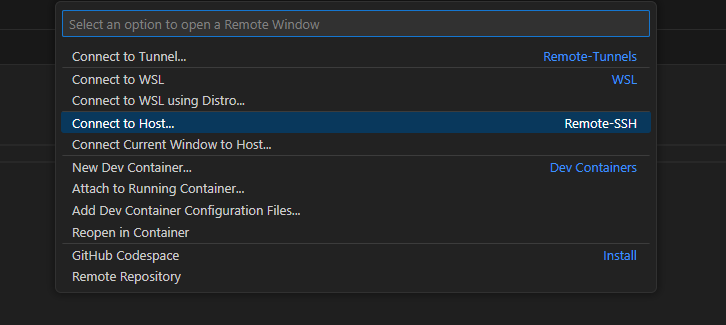 Select an option to open a Remote Window
Connect to Tunnel... Remote-Tunnels
Connect to WSL WSL
Connect to WSL using Distro...
Connect to Host... Remote-SSH
Connect Current Window to Host...
New Dev Container... Dev Containers
Attach to Running Container...
Add Dev Container Configuration Files...
Reopen in Container
GitHub Codespace Install
Remote Repository